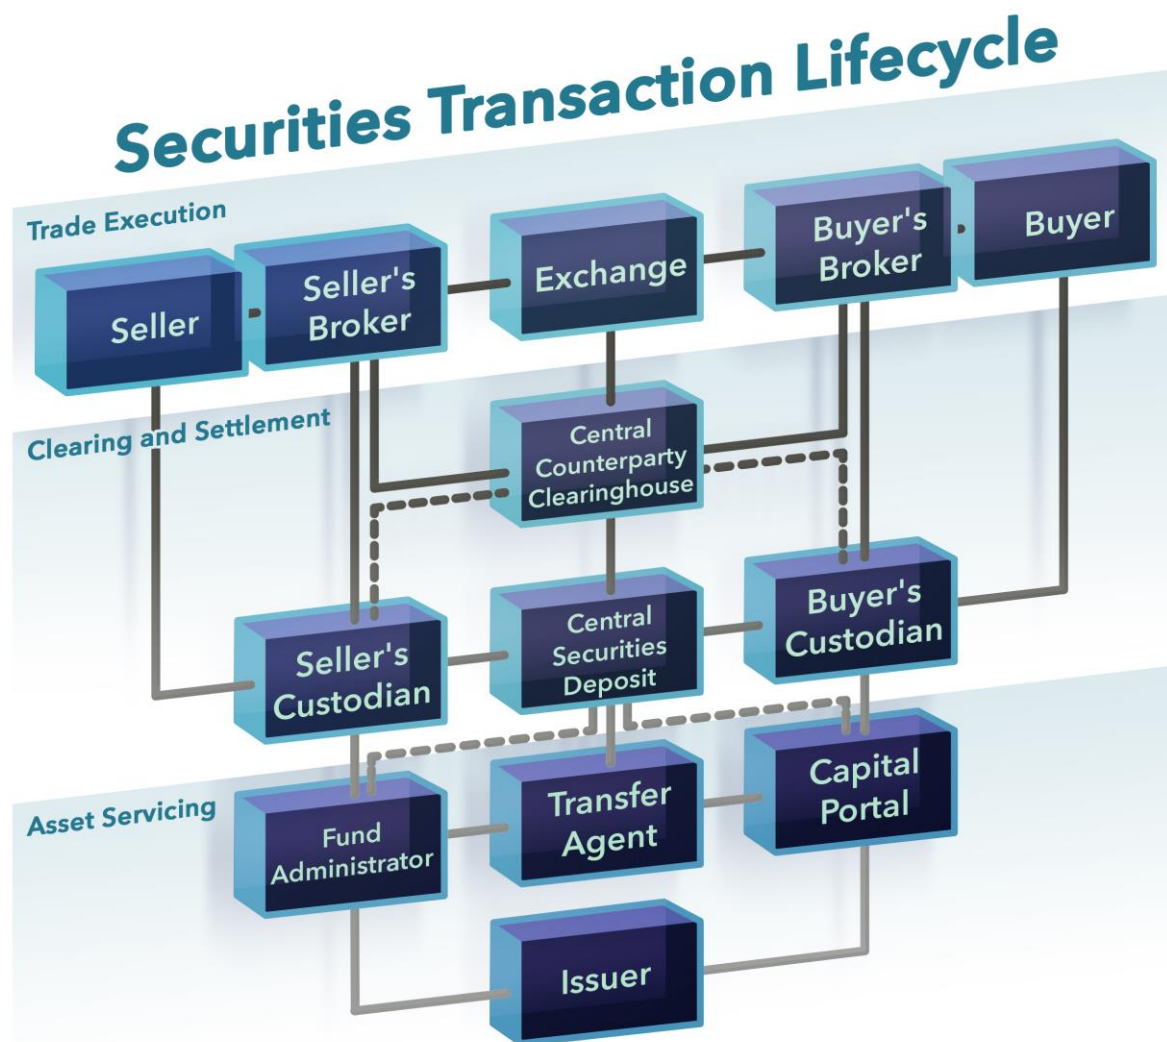 Securities Transaction Lifecycle
Trade Execution
Seller
Seller's
Broker
Exchange
Buyer's
Broker
Buyer
Clearing and Settlement
Central
Counterparty
Clearinghouse
Seller's
Custodian
Central
Securities
Deposit
Buyer's
Custodian
Asset Servicing
Fund
Administrator
Transfer
Agent
Capital
Portal
Issuer